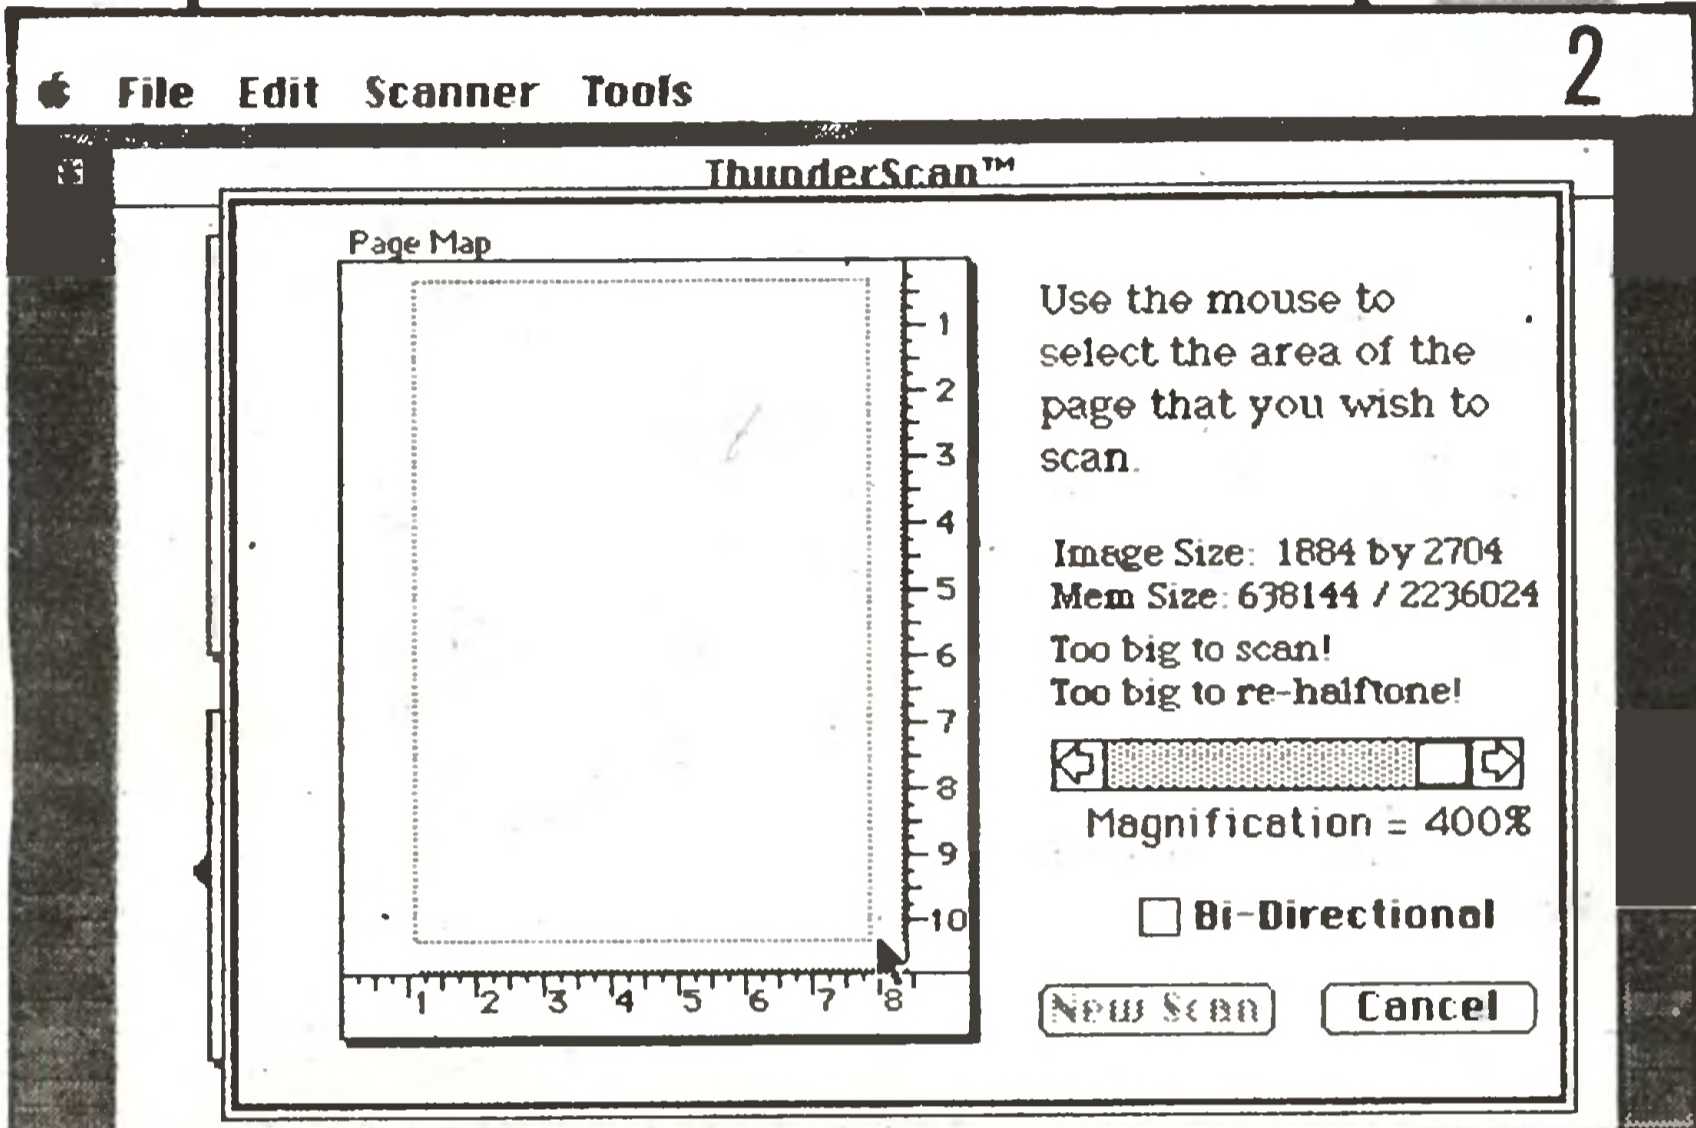 2
File Edit Scanner Tools
ThunderScan™
Page Map
Use the mouse to
select the area of the
page that you wish to
scan.
1
2
3
4
5
6
7
8
9
10
Image Size: 1884 by 2704
Mem Size: 638144 / 2236024
Too big to scan!
Too big to re-halftone!
Magnification = 400%
Bi-Directional
1 2 3 4 5 6 7 8
New Scan Cancel